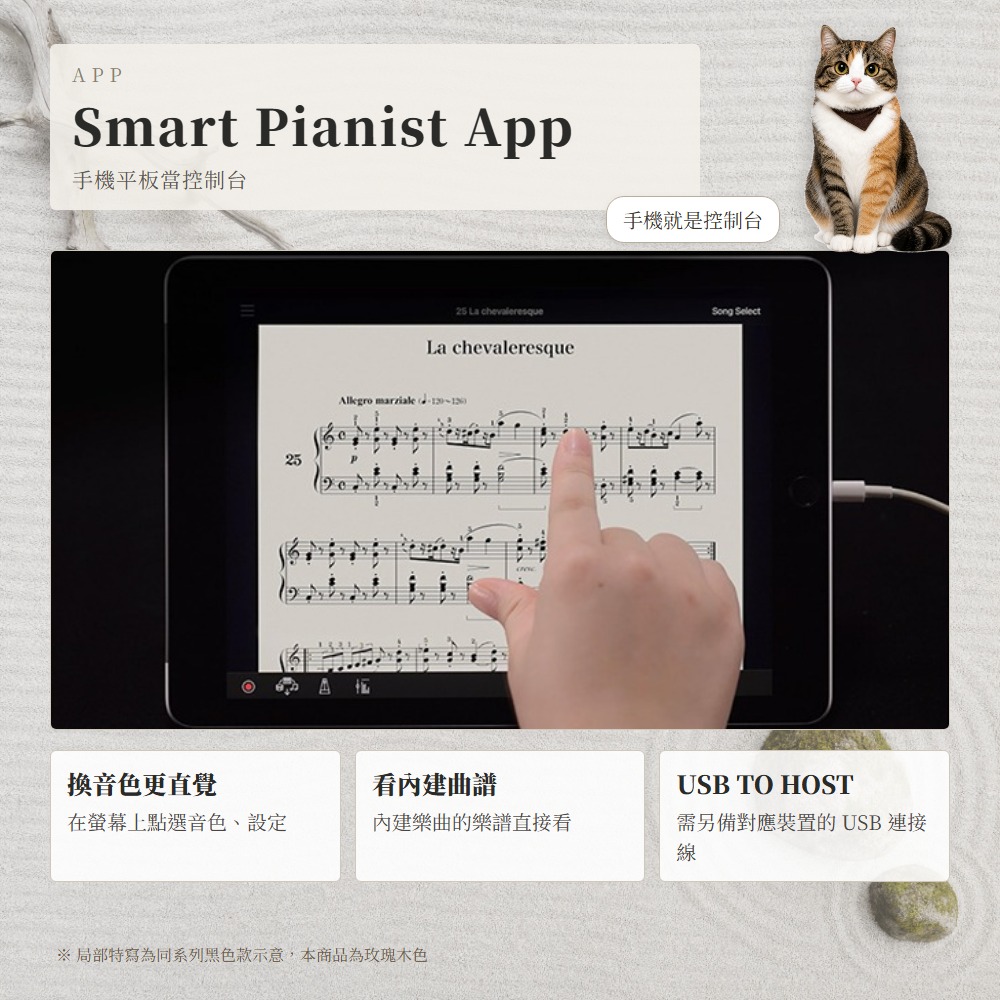 APP
Smart Pianist App
手機平板當控制台
手機就是控制台
25 La chevaleresque
Song Select
La chevaleresque
Allegro marziale (♩=120~126)
25
p
cresc.
換音色更直覺
在螢幕上點選音色、設定
看內建曲譜
內建樂曲的樂譜直接看
USB TO HOST
需另備對應裝置的 USB 連接
線
※ 局部特寫為同系列黑色款示意，本商品為玫瑰木色